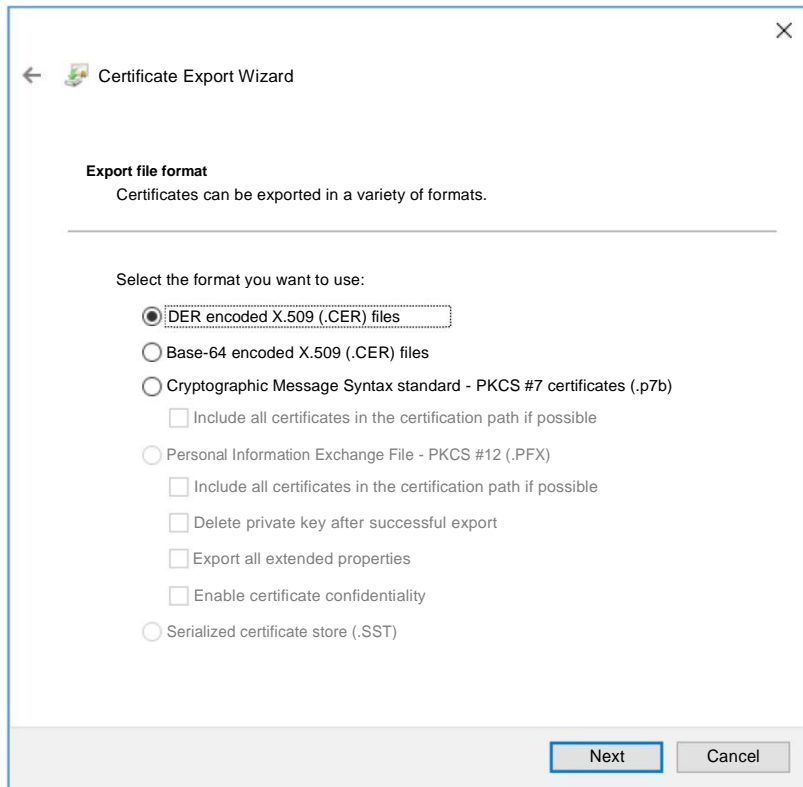 Certificate Export Wizard
Export file format
Certificates can be exported in a variety of formats.
Select the format you want to use:
DER encoded X.509 (.CER) files
Base-64 encoded X.509 (.CER) files
Cryptographic Message Syntax standard - PKCS #7 certificates (.p7b)
Include all certificates in the certification path if possible
Personal Information Exchange File - PKCS #12 (.PFX)
Include all certificates in the certification path if possible
Delete private key after successful export
Export all extended properties
Enable certificate confidentiality
Serialized certificate store (.SST)
Next Cancel